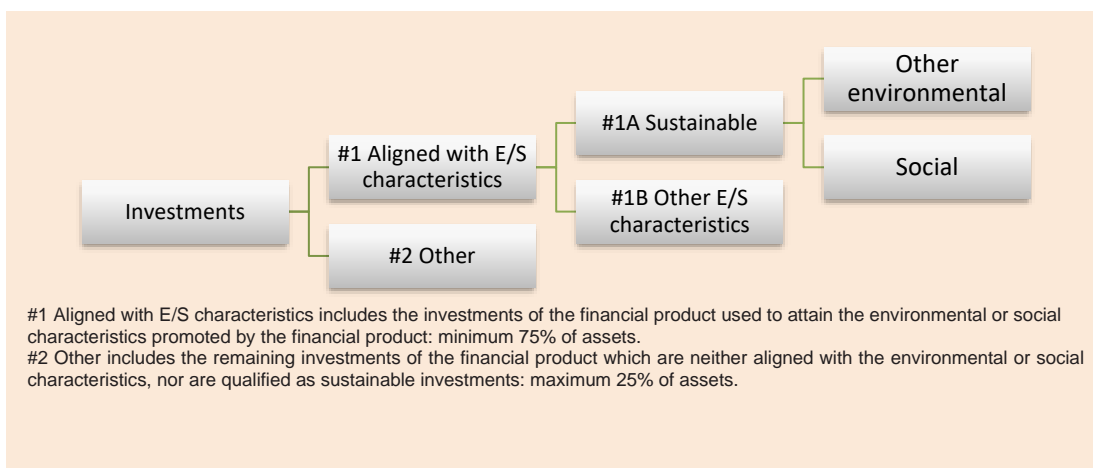 Other
environmental
#1A Sustainable
#1 Aligned with E/S
characteristics
Social
Investments
#1B Other E/S
characteristics
#2 Other
#1 Aligned with E/S characteristics includes the investments of the financial product used to attain the environmental or social
characteristics promoted by the financial product: minimum 75% of assets.
#2 Other includes the remaining investments of the financial product which are neither aligned with the environmental or social
characteristics, nor are qualified as sustainable investments: maximum 25% of assets.